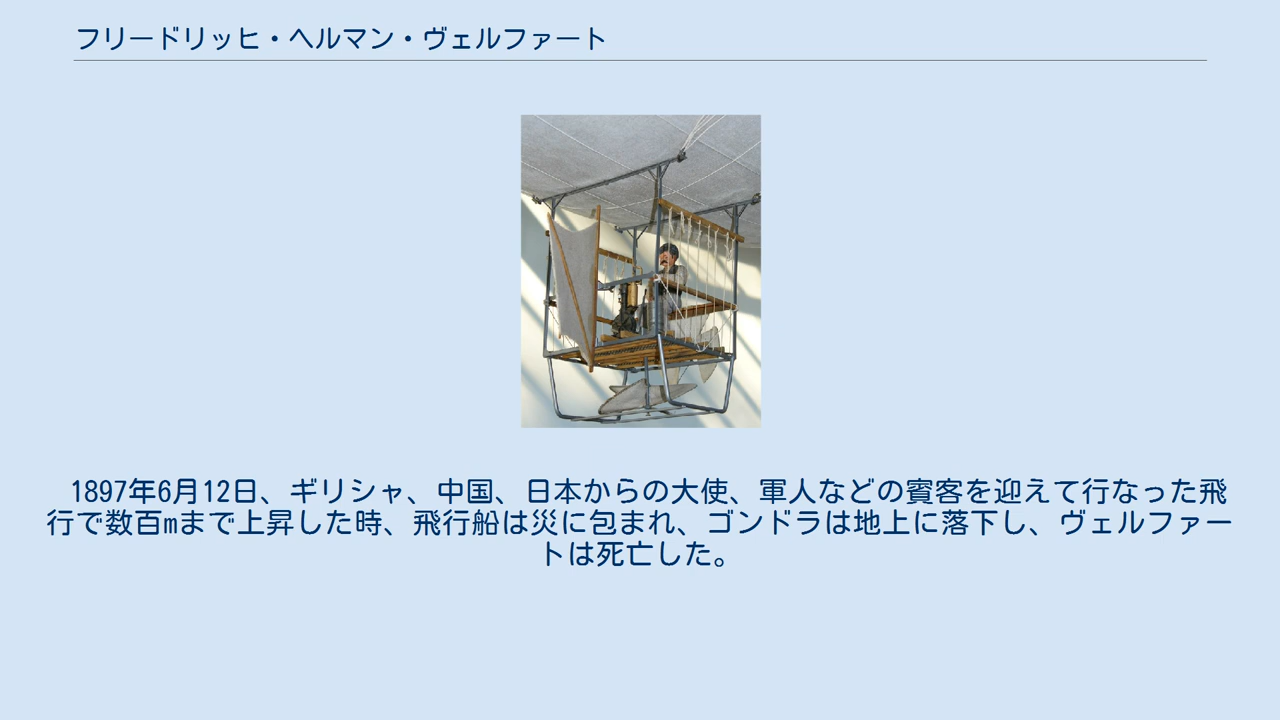 フリードリッヒ・ヘルマン・ヴェルファート
1897年6月12日、ギリシャ、中国、日本からの大使、軍人などの賓客を迎えて行なった飛
行で数百mまで上昇した時、飛行船は災に包まれ、ゴンドラは地上に落下し、ヴェルファー
トは死亡した。